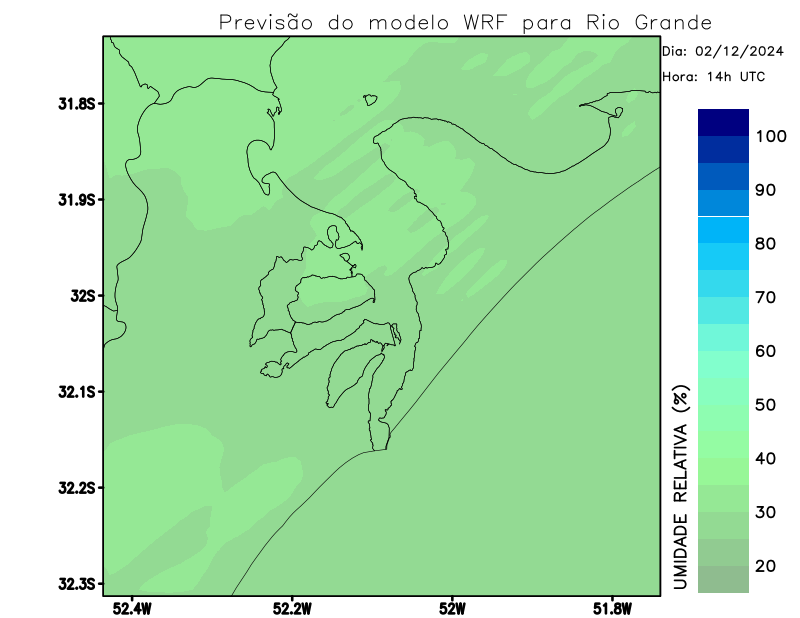 Previsão do modelo WRF para Rio Grande
Dia: 02/12/2024
Hora: 14h UTC
31.8S
31.9S
32S
32.1S
32.2S
32.3S
52.4W
52.2W
52W
51.8W
UMIDADE RELATIVA (%)
100
90
80
70
60
50
40
30
20